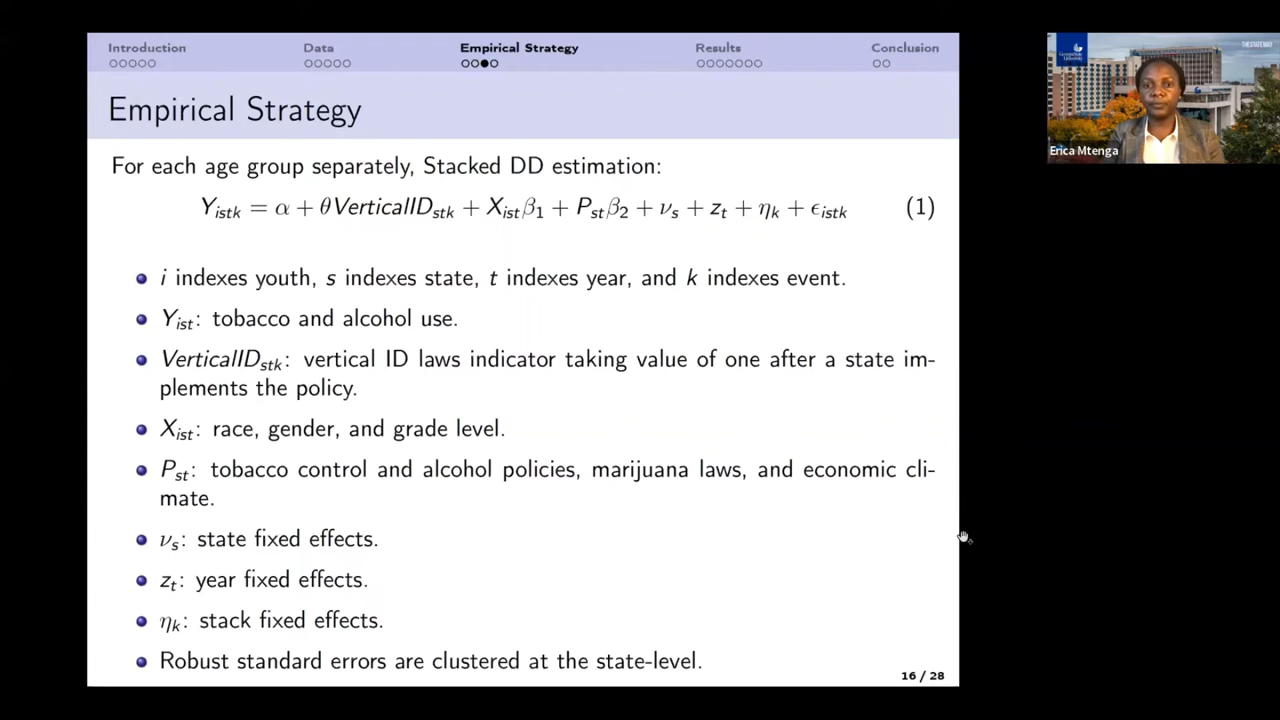 Introduction Data Empirical Strategy Results Conclusion
Empirical Strategy
For each age group separately, Stacked DD estimation:
Y_istk = α + θVerticalID_stk + X_istβ_1 + P_stβ_2 + ν_s + z_t + η_k + ϵ_istk (1)
i indexes youth, s indexes state, t indexes year, and k indexes event.
Y_ist: tobacco and alcohol use.
VerticalID_stk: vertical ID laws indicator taking value of one after a state im-
plements the policy.
X_ist: race, gender, and grade level.
P_st: tobacco control and alcohol policies, marijuana laws, and economic cli-
mate.
ν_s: state fixed effects.
z_t: year fixed effects.
η_k: stack fixed effects.
Robust standard errors are clustered at the state-level.
16 / 28
THE STATE WAY
Erica Mtenga